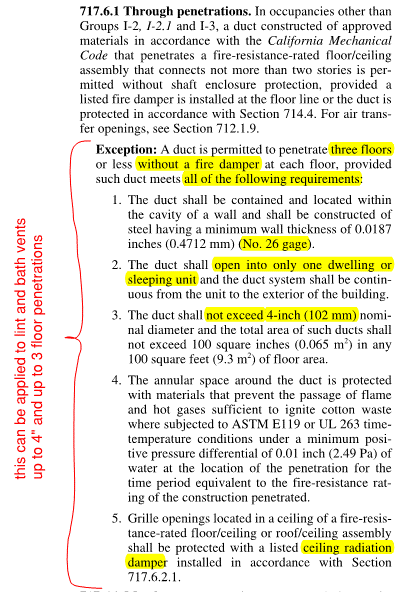 717.6.1 Through penetrations. In occupancies other than
Groups I-2, I-2.1 and I-3, a duct constructed of approved
materials in accordance with the California Mechanical
Code that penetrates a fire-resistance-rated floor/ceiling
assembly that connects not more than two stories is per-
mitted without shaft enclosure protection, provided a
listed fire damper is installed at the floor line or the duct is
protected in accordance with Section 714.4. For air trans-
fer openings, see Section 712.1.9.
Exception: A duct is permitted to penetrate three floors
or less without a fire damper at each floor, provided
such duct meets all of the following requirements:
1. The duct shall be contained and located within
the cavity of a wall and shall be constructed of
steel having a minimum wall thickness of 0.0187
inches (0.4712 mm) (No. 26 gage).
2. The duct shall open into only one dwelling or
sleeping unit and the duct system shall be contin-
uous from the unit to the exterior of the building.
3. The duct shall not exceed 4-inch (102 mm) nomi-
nal diameter and the total area of such ducts shall
not exceed 100 square inches (0.065 m²) in any
100 square feet (9.3 m²) of floor area.
4. The annular space around the duct is protected
with materials that prevent the passage of flame
and hot gases sufficient to ignite cotton waste
where subjected to ASTM E119 or UL 263 time-
temperature conditions under a minimum posi-
tive pressure differential of 0.01 inch (2.49 Pa) of
water at the location of the penetration for the
time period equivalent to the fire-resistance rat-
ing of the construction penetrated.
5. Grille openings located in a ceiling of a fire-resis-
tance-rated floor/ceiling or roof/ceiling assembly
shall be protected with a listed ceiling radiation
damper installed in accordance with Section
717.6.2.1.
this can be applied to lint and bath vents
up to 4" and up to 3 floor penetrations